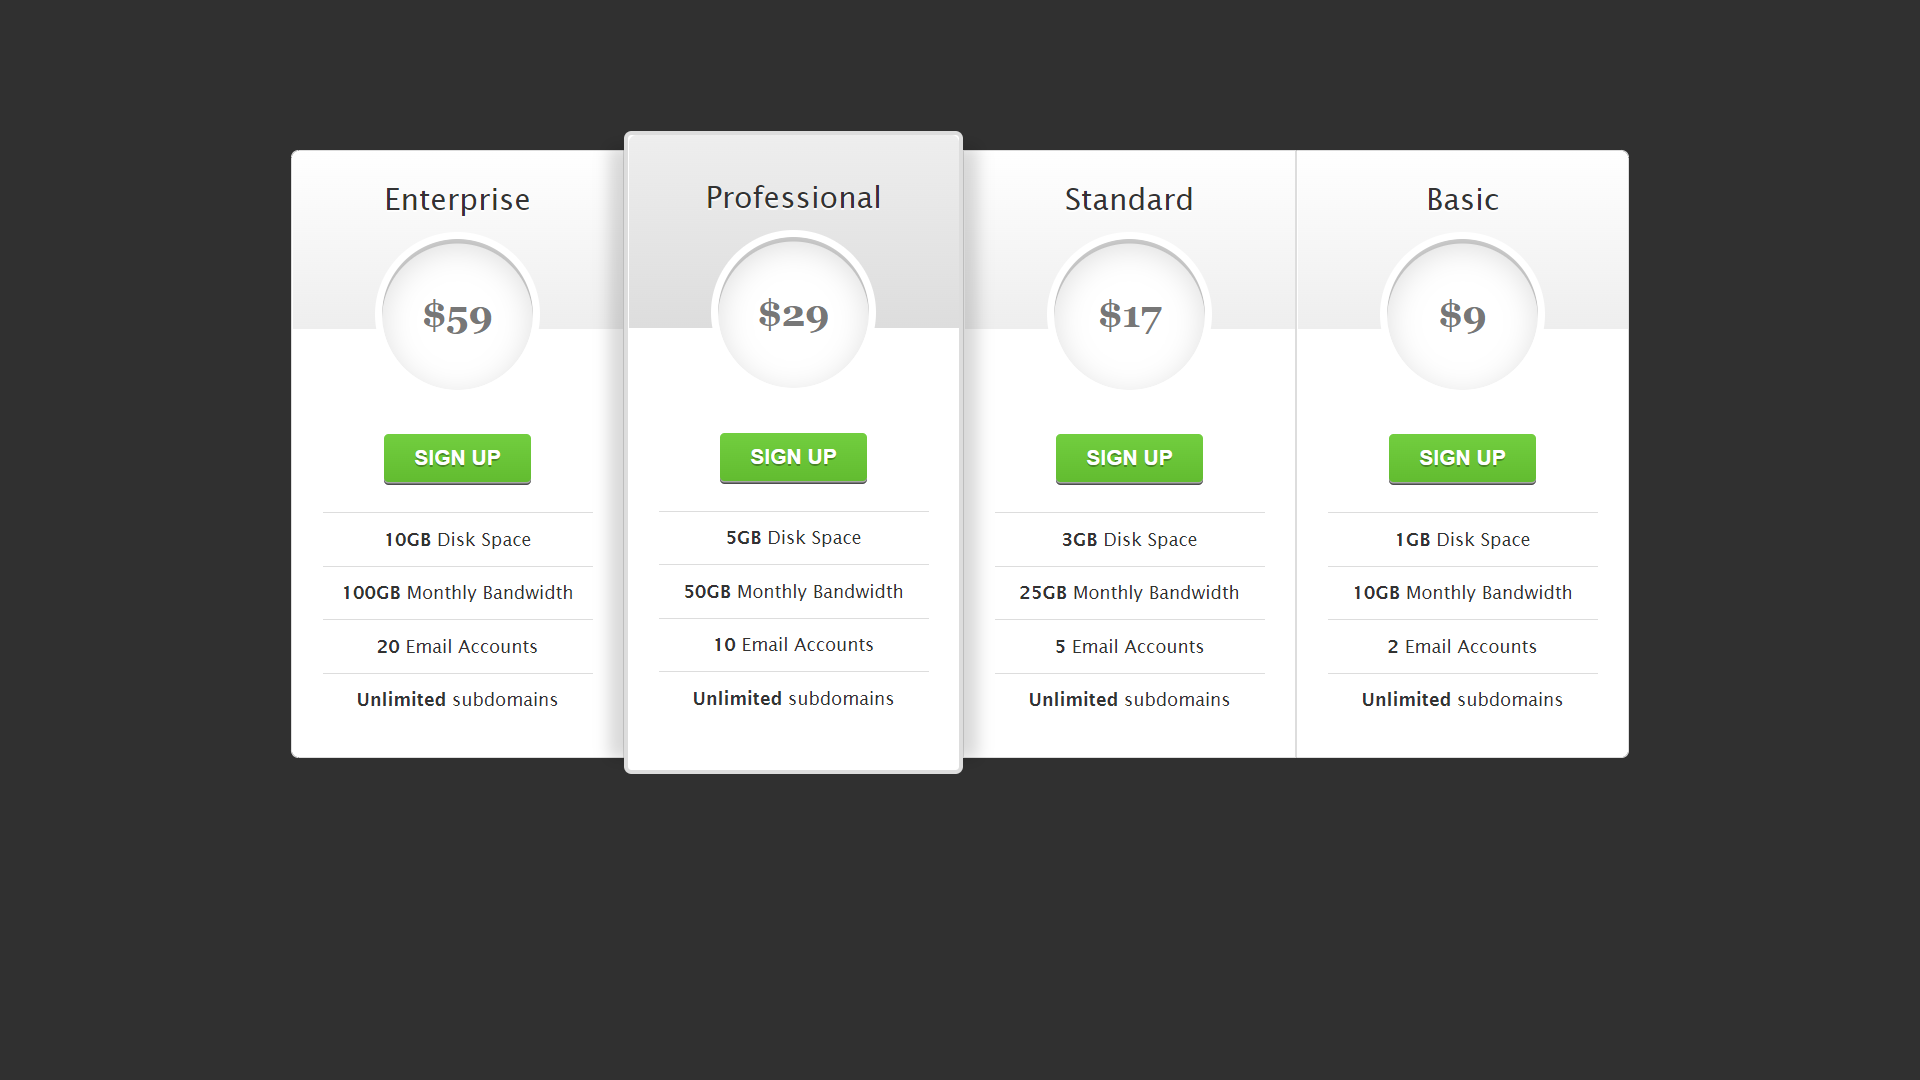 Enterprise
$59
SIGN UP
10GB Disk Space
100GB Monthly Bandwidth
20 Email Accounts
Unlimited subdomains
Professional
$29
SIGN UP
5GB Disk Space
50GB Monthly Bandwidth
10 Email Accounts
Unlimited subdomains
Standard
$17
SIGN UP
3GB Disk Space
25GB Monthly Bandwidth
5 Email Accounts
Unlimited subdomains
Basic
$9
SIGN UP
1GB Disk Space
10GB Monthly Bandwidth
2 Email Accounts
Unlimited subdomains